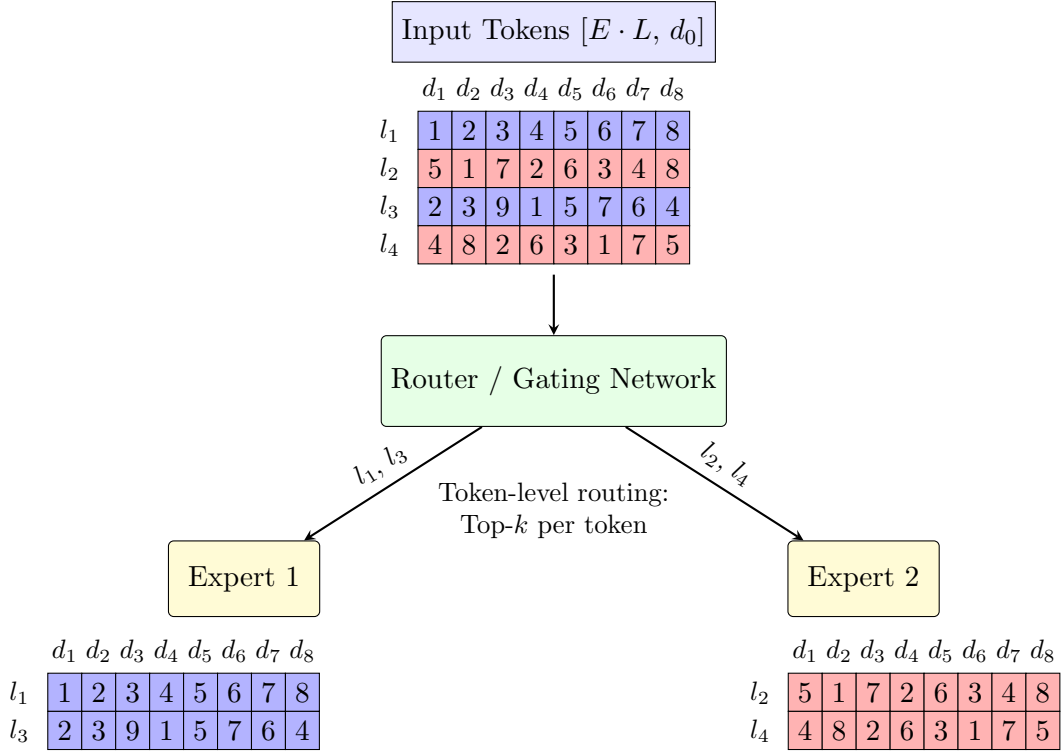 Input Tokens [E · L, d₀]
d₁ d₂ d₃ d₄ d₅ d₆ d₇ d₈
l₁ 1 2 3 4 5 6 7 8
l₂ 5 1 7 2 6 3 4 8
l₃ 2 3 9 1 5 7 6 4
l₄ 4 8 2 6 3 1 7 5
Router / Gating Network
l₁, l₃
l₂, l₄
Token-level routing:
Top-k per token
Expert 1
Expert 2
d₁ d₂ d₃ d₄ d₅ d₆ d₇ d₈
l₁ 1 2 3 4 5 6 7 8
l₃ 2 3 9 1 5 7 6 4
d₁ d₂ d₃ d₄ d₅ d₆ d₇ d₈
l₂ 5 1 7 2 6 3 4 8
l₄ 4 8 2 6 3 1 7 5